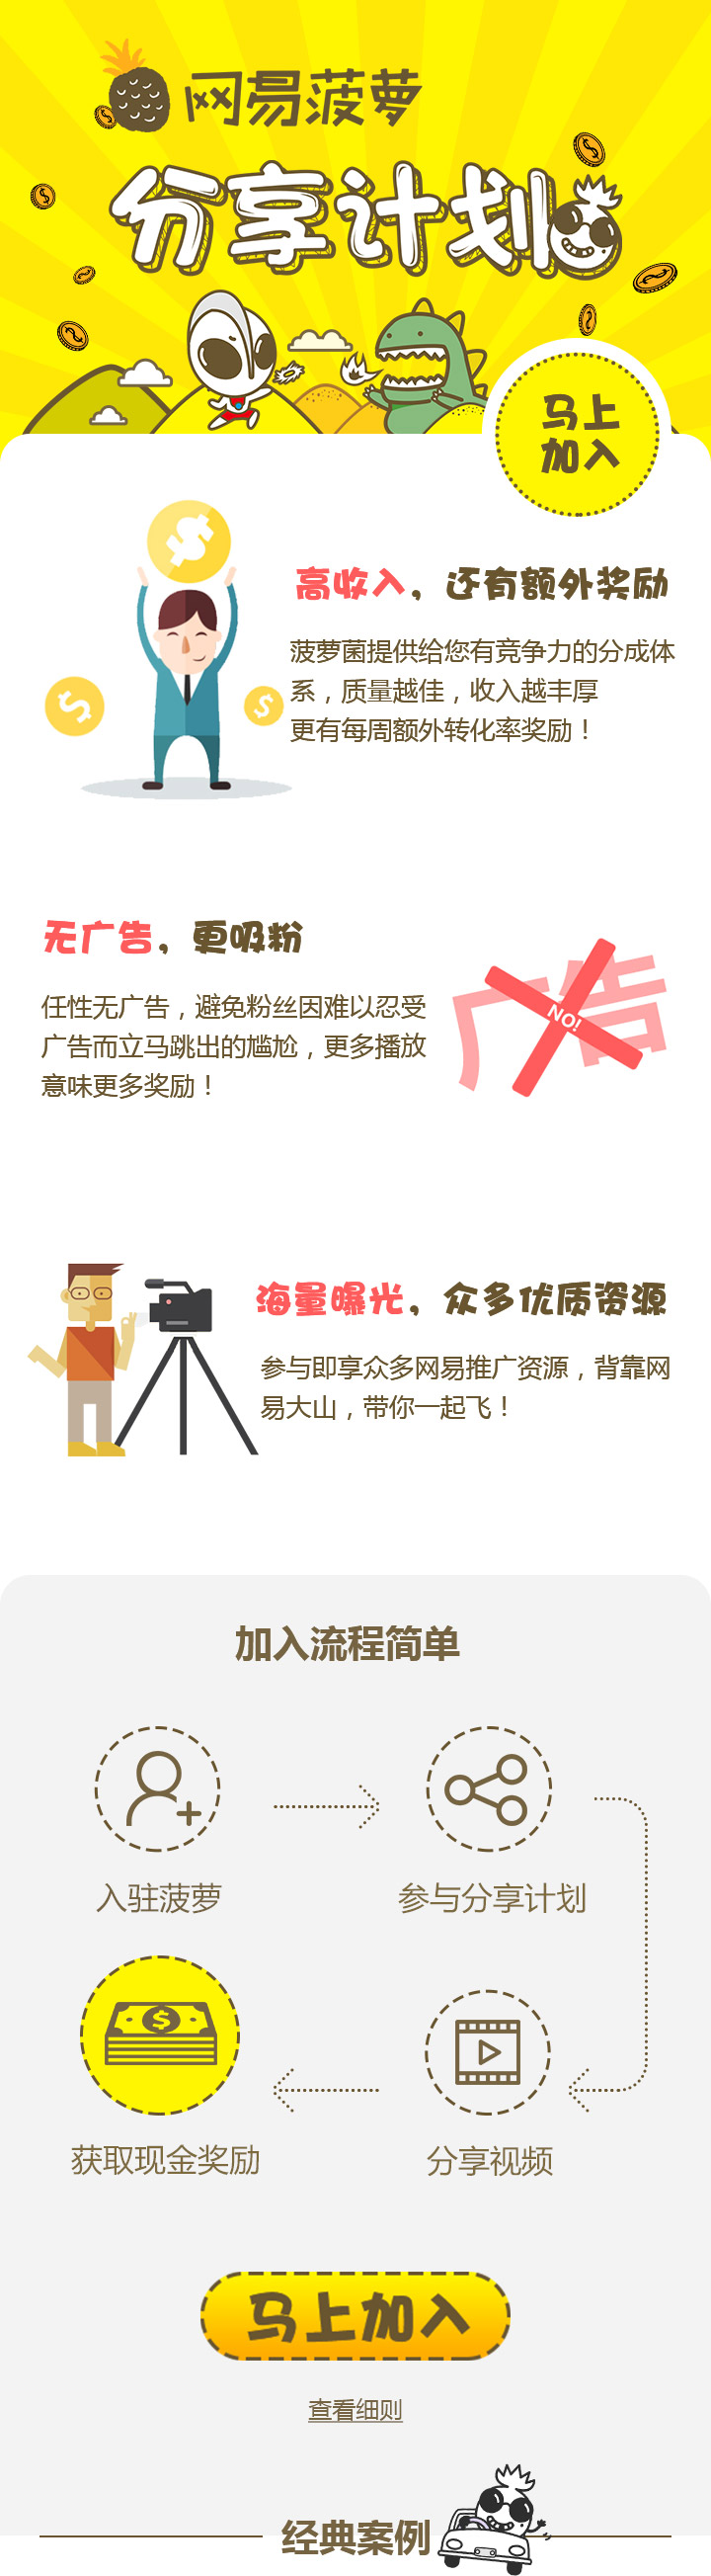 网易菠萝
分享计划
马上
加入
高收入，还有额外奖励
菠萝菌提供给您有竞争力的分成体
系，质量越佳，收入越丰厚
更有每周额外转化率奖励！
无广告，更吸粉
任性无广告，避免粉丝因难以忍受
广告而立马跳出的尴尬，更多播放
意味更多奖励！
广告
NO!
海量曝光，众多优质资源
参与即享众多网易推广资源，背靠网
易大山，带你一起飞！
加入流程简单
入驻菠萝
参与分享计划
获取现金奖励
分享视频
马上加入
查看细则
经典案例